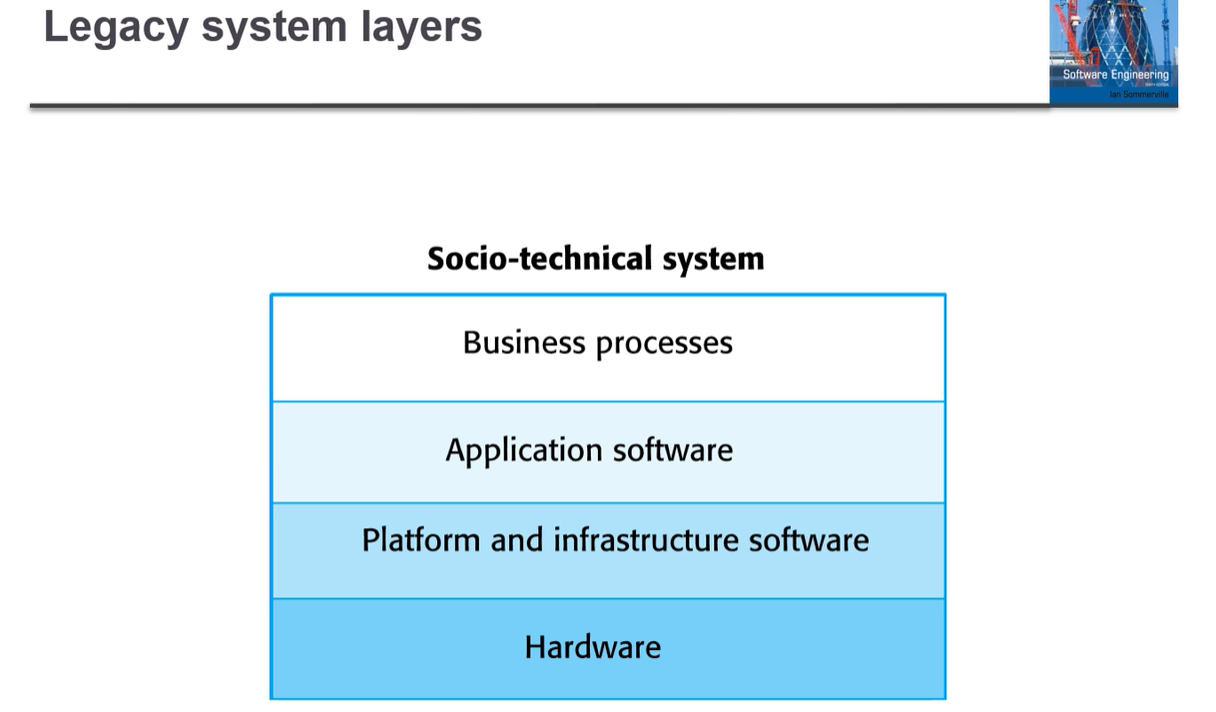 Legacy system layers
Software Engineering
Ian Sommerville
Socio-technical system
Business processes
Application software
Platform and infrastructure software
Hardware